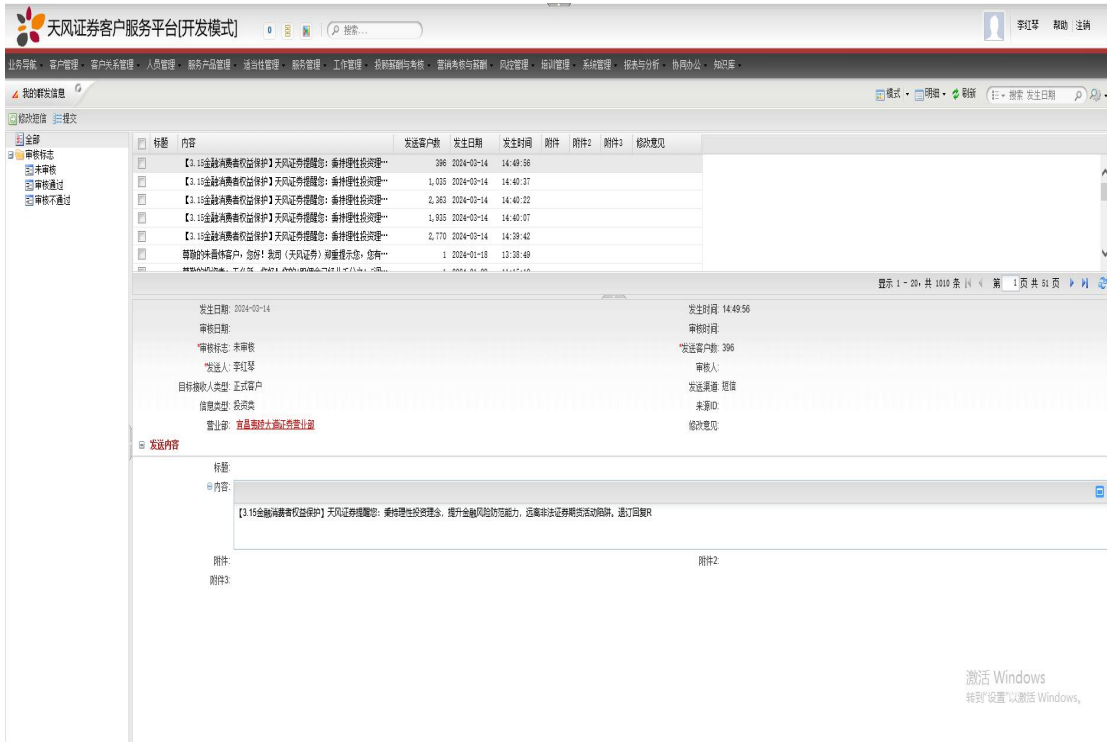 天风证券客户服务平台[开发模式] 0 搜索... 李红琴 帮助 注销
业务导航 客户管理 客户关系管理 人员管理 服务产品管理 适当性管理 服务管理 工作管理 投顾薪酬与考核 营销考核与薪酬 风控管理 培训管理 系统管理 报表与分析 协同办公 知识库
我的群发信息 模式 明细 刷新 搜索 发生日期
修改短信 提交
全部
审核标志
未审核
审核通过
审核不通过
标题 内容 发送客户数 发生日期 发生时间 附件 附件2 附件3 修改意见
【3.15金融消费者权益保护】天风证券提醒您：秉持理性投资理… 396 2024-03-14 14:49:56
【3.15金融消费者权益保护】天风证券提醒您：秉持理性投资理… 1,035 2024-03-14 14:40:37
【3.15金融消费者权益保护】天风证券提醒您：秉持理性投资理… 2,363 2024-03-14 14:40:22
【3.15金融消费者权益保护】天风证券提醒您：秉持理性投资理… 1,935 2024-03-14 14:40:07
【3.15金融消费者权益保护】天风证券提醒您：秉持理性投资理… 2,770 2024-03-14 14:39:42
尊敬的朱晋炜客户，您好！我司（天风证券）郑重提示您，您有… 1 2024-01-18 13:38:49
显示 1 - 20，共 1010 条 第 1 页 共 51 页
发生日期: 2024-03-14 发生时间: 14:49:56
审核日期: 审核时间:
*审核标志: 未审核 *发送客户数: 396
*发送人: 李红琴 审核人:
目标接收人类型: 正式客户 发送渠道: 短信
信息类型: 投资类 来源ID:
营业部: 宜昌夷陵大道证券营业部 修改意见:
发送内容
标题:
内容:
【3.15金融消费者权益保护】天风证券提醒您：秉持理性投资理念，提升金融风险防范能力，远离非法证券期货活动陷阱。退订回复R
附件: 附件2:
附件3:
激活 Windows
转到"设置"以激活 Windows。